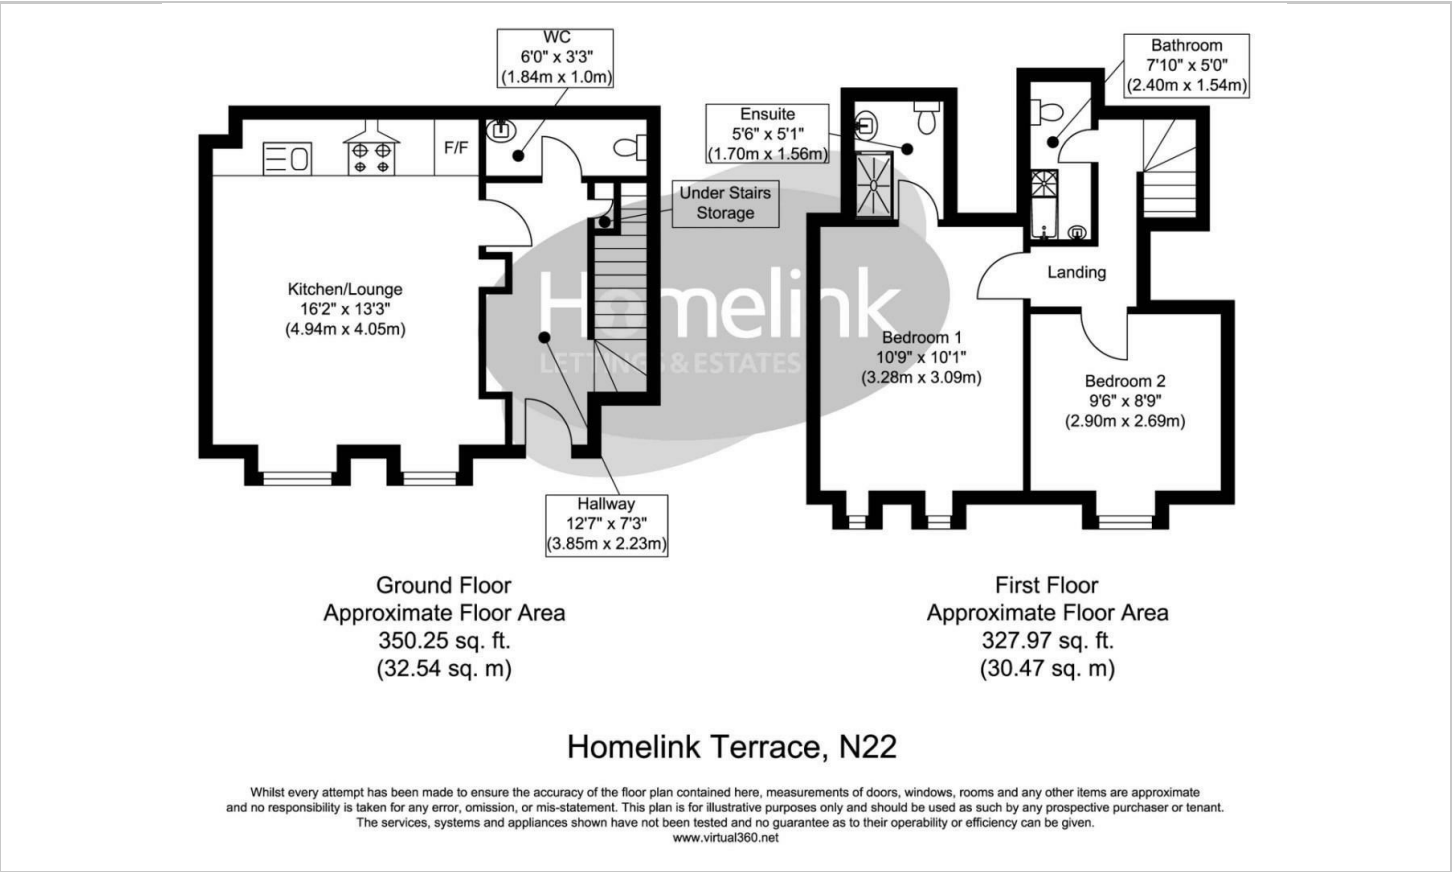 WC
6'0" x 3'3"
(1.84m x 1.0m)
F/F
Under Stairs
Storage
Kitchen/Lounge
16'2" x 13'3"
(4.94m x 4.05m)
Hallway
12'7" x 7'3"
(3.85m x 2.23m)
Homelink
LETTINGS & ESTATES
Bathroom
7'10" x 5'0"
(2.40m x 1.54m)
Ensuite
5'6" x 5'1"
(1.70m x 1.56m)
Landing
Bedroom 1
10'9" x 10'1"
(3.28m x 3.09m)
Bedroom 2
9'6" x 8'9"
(2.90m x 2.69m)
Ground Floor
Approximate Floor Area
350.25 sq. ft.
(32.54 sq. m)
First Floor
Approximate Floor Area
327.97 sq. ft.
(30.47 sq. m)
Homelink Terrace, N22
Whilst every attempt has been made to ensure the accuracy of the floor plan contained here, measurements of doors, windows, rooms and any other items are approximate
and no responsibility is taken for any error, omission, or mis-statement. This plan is for illustrative purposes only and should be used as such by any prospective purchaser or tenant.
The services, systems and appliances shown have not been tested and no guarantee as to their operability or efficiency can be given.
www.virtual360.net